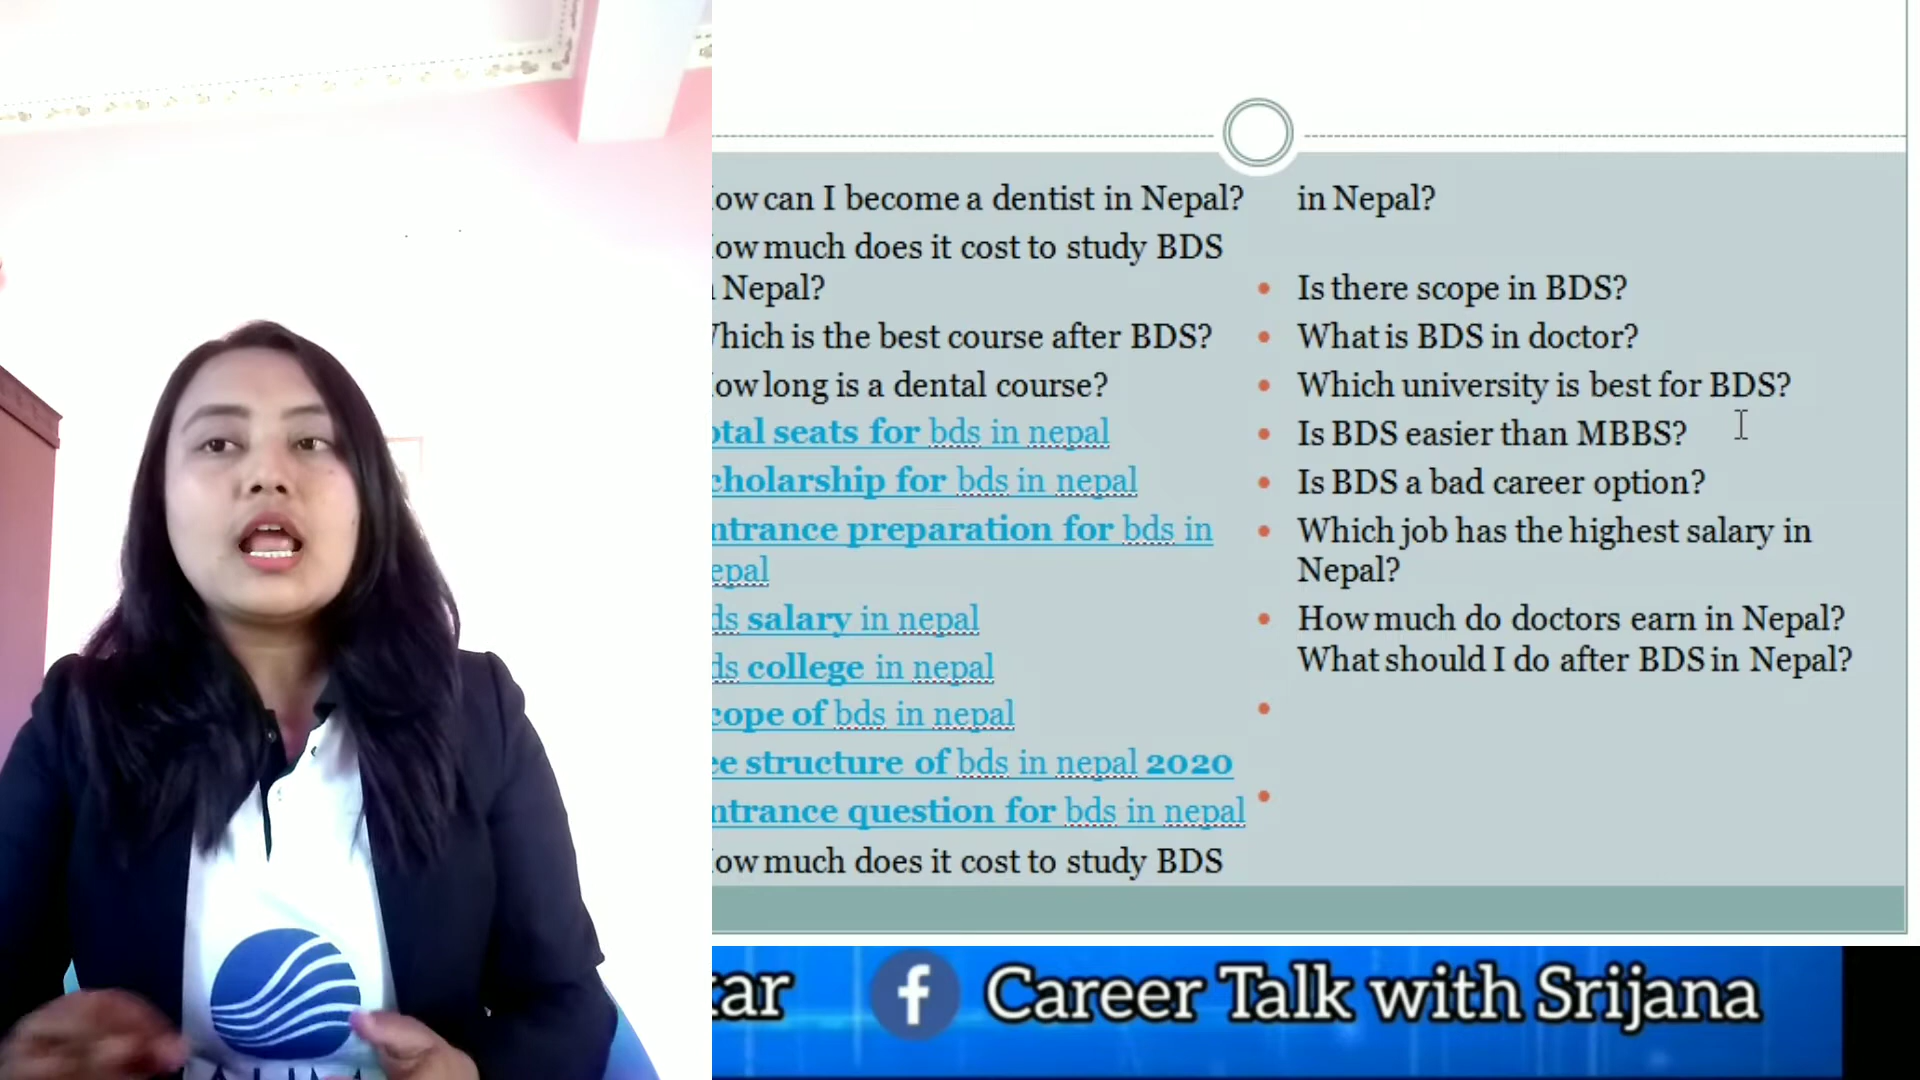 ow can I become a dentist in Nepal?
ow much does it cost to study BDS
Nepal?
hich is the best course after BDS?
ow long is a dental course?
otal seats for bds in nepal
cholarship for bds in nepal
ntrance preparation for bds in
epal
ds salary in nepal
ds college in nepal
cope of bds in nepal
ee structure of bds in nepal 2020
ntrance question for bds in nepal
ow much does it cost to study BDS
in Nepal?
Is there scope in BDS?
What is BDS in doctor?
Which university is best for BDS?
Is BDS easier than MBBS?
Is BDS a bad career option?
Which job has the highest salary in
Nepal?
How much do doctors earn in Nepal?
What should I do after BDS in Nepal?
kar f Career Talk with Srijana